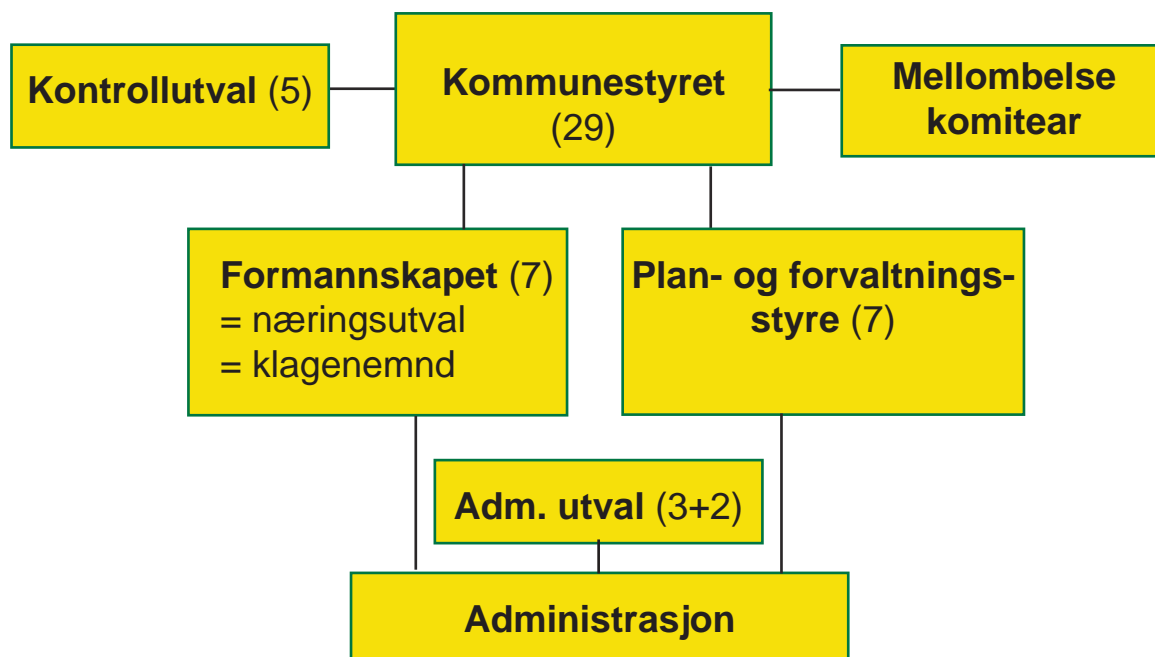 Kontrollutval (5)
Kommunestyret
(29)
Mellombelse
komitear
Formannskapet (7)
= næringsutval
= klagenemnd
Plan- og forvaltnings-
styre (7)
Adm. utval (3+2)
Administrasjon